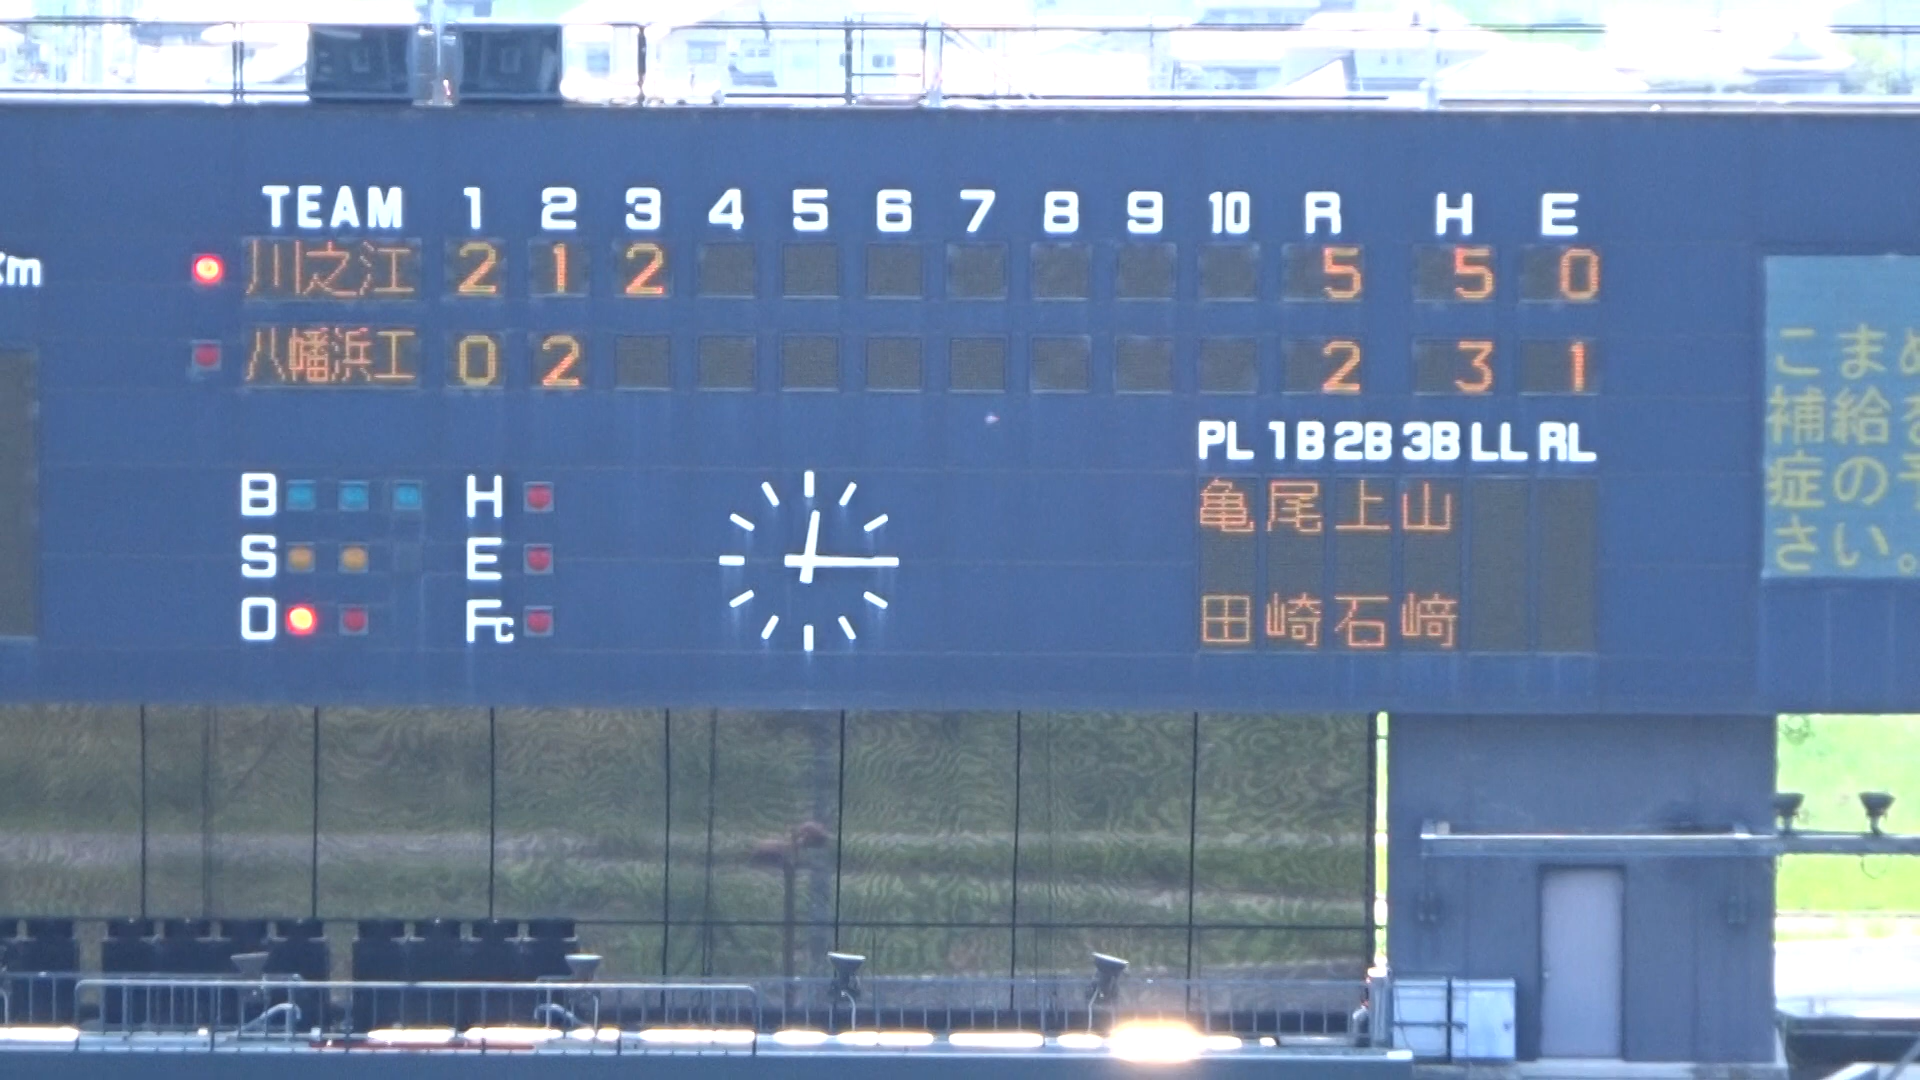 TEAM 1 2 3 4 5 6 7 8 9 10 R H E
川之江 2 1 2 5 5 0
八幡浜工 0 2 2 3 1
PL 1B 2B 3B LL RL
B H
亀 尾 上 山
S E
O Fc
田 崎 石 﨑
km
こま
補給
症の
さい。